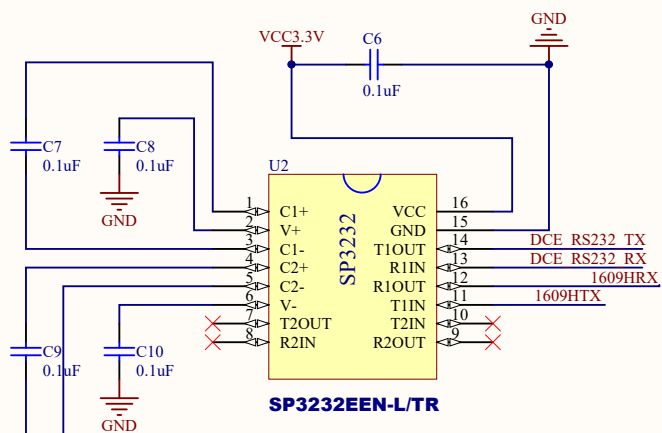 GND
VCC3.3V
C6
0.1uF
C7
0.1uF
C8
0.1uF
GND
U2
SP3232
1 C1+
2 V+
3 C1-
4 C2+
5 C2-
6 V-
7 T2OUT
8 R2IN
VCC 16
GND 15
T1OUT 14 DCE_RS232_TX
R1IN 13 DCE_RS232_RX
R1OUT 12 1609HRX
T1IN 11 1609HTX
T2IN 10
R2OUT 9
C9
0.1uF
C10
0.1uF
GND
SP3232EEN-L/TR